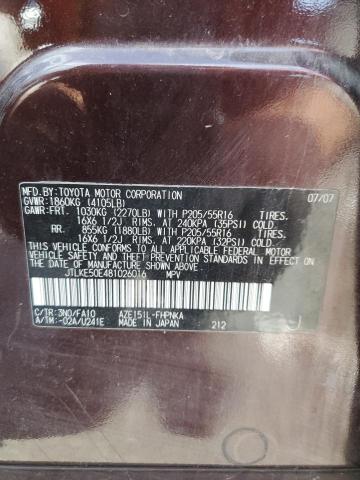 MFD.BY:TOYOTA MOTOR CORPORATION 07/07
GVWR:1860KG (4105LB)
GAWR:FRT. 1030KG (2270LB) WITH P205/55R16 TIRES.
16X6 1/2J RIMS. AT 240KPA (35PSI) COLD
RR. 855KG (1880LB) WITH P205/55R16 TIRES.
16X6 1/2J RIMS. AT 220KPA (32PSI) COLD.
THIS VEHICLE CONFORMS TO ALL APPLICABLE FEDERAL MOTOR
VEHICLE SAFETY AND THEFT PREVENTION STANDARDS IN EFFECT
ON THE DATE OF MANUFACTURE SHOWN ABOVE.
JTLKE50E481026016 MPV
C/TR:3N0/FA10 AZE151L-FHPNKA
A/TM:-02A/U241E MADE IN JAPAN 212
J